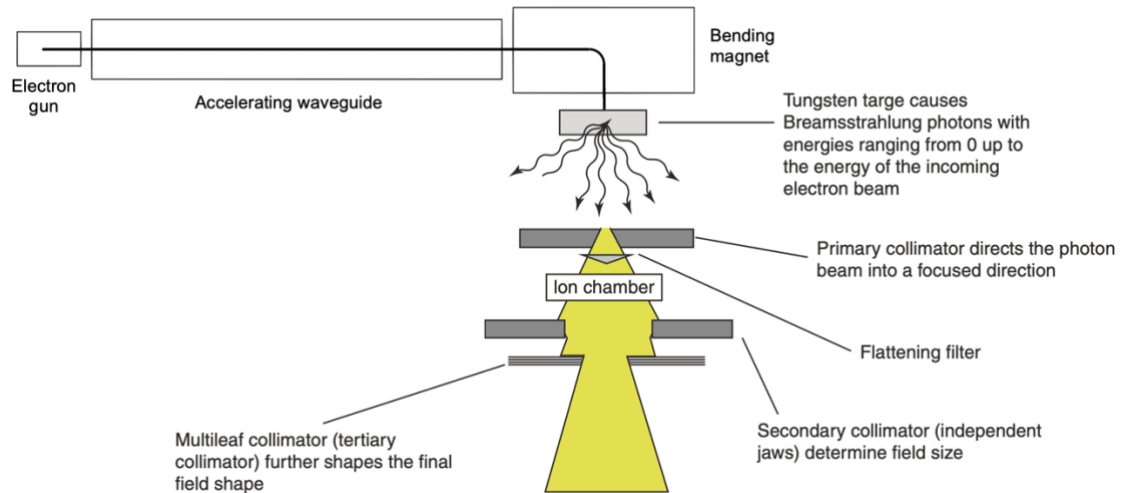 Electron
gun
Accelerating waveguide
Bending
magnet
Tungsten targe causes
Breamsstrahlung photons with
energies ranging from 0 up to
the energy of the incoming
electron beam
Primary collimator directs the photon
beam into a focused direction
Ion chamber
Flattening filter
Multileaf collimator (tertiary
collimator) further shapes the final
field shape
Secondary collimator (independent
jaws) determine field size